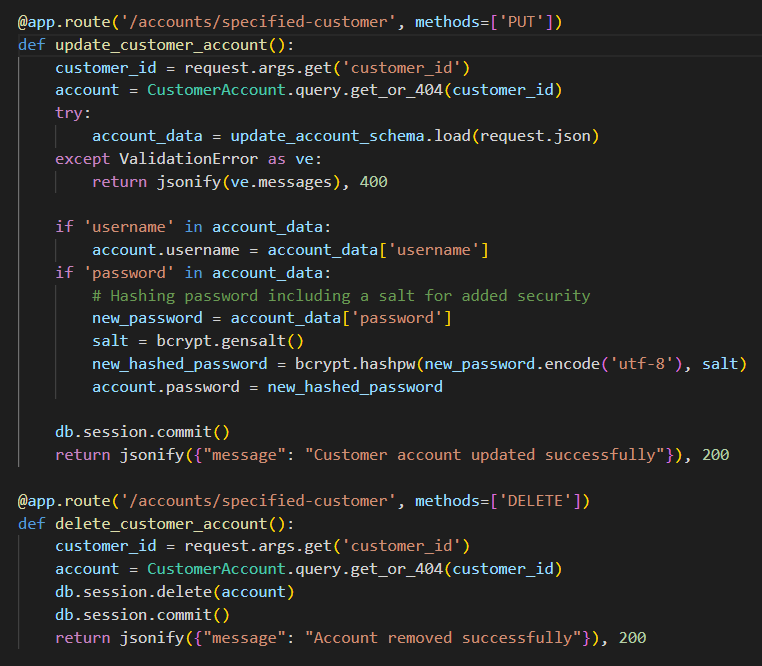 @app.route('/accounts/specified-customer', methods=['PUT'])
def update_customer_account():
    customer_id = request.args.get('customer_id')
    account = CustomerAccount.query.get_or_404(customer_id)
    try:
        account_data = update_account_schema.load(request.json)
    except ValidationError as ve:
        return jsonify(ve.messages), 400

    if 'username' in account_data:
        account.username = account_data['username']
    if 'password' in account_data:
        # Hashing password including a salt for added security
        new_password = account_data['password']
        salt = bcrypt.gensalt()
        new_hashed_password = bcrypt.hashpw(new_password.encode('utf-8'), salt)
        account.password = new_hashed_password

    db.session.commit()
    return jsonify({"message": "Customer account updated successfully"}), 200

@app.route('/accounts/specified-customer', methods=['DELETE'])
def delete_customer_account():
    customer_id = request.args.get('customer_id')
    account = CustomerAccount.query.get_or_404(customer_id)
    db.session.delete(account)
    db.session.commit()
    return jsonify({"message": "Account removed successfully"}), 200